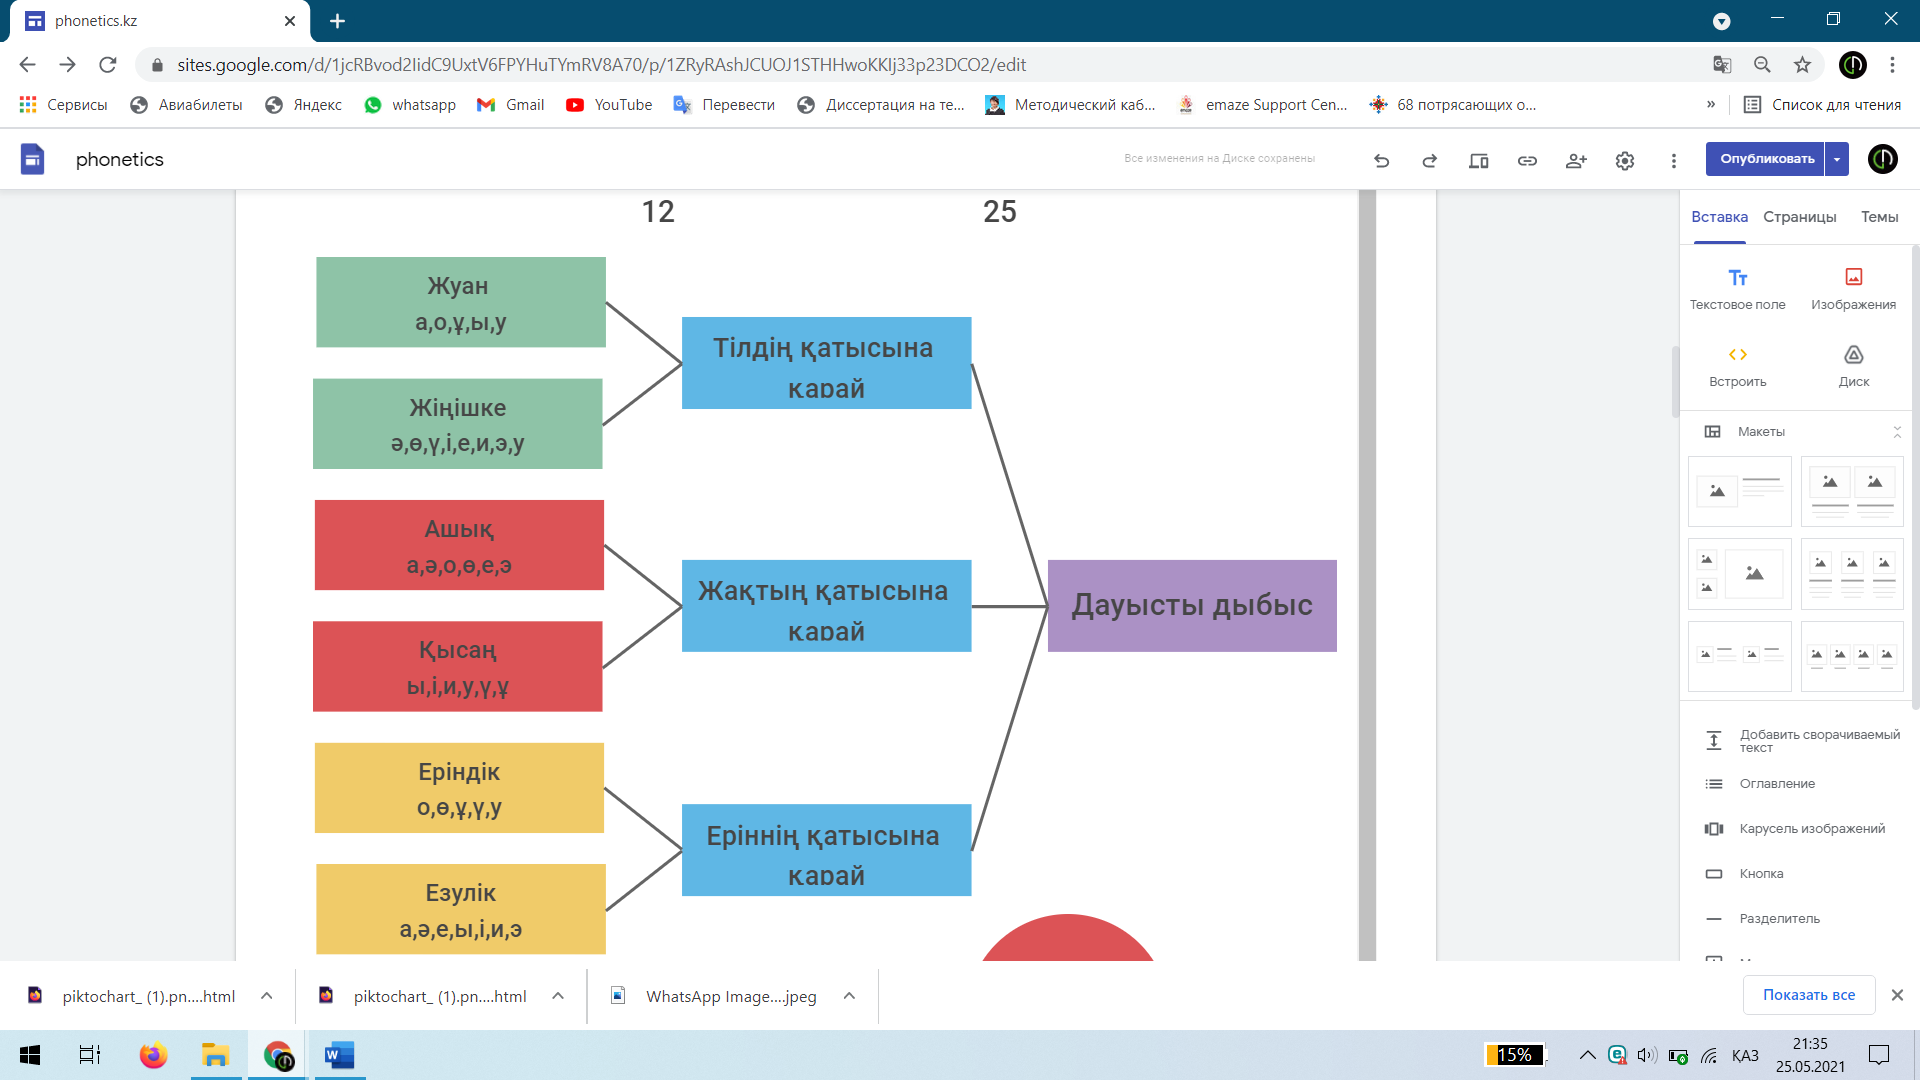 phonetics.kz
sites.google.com/d/1jcRBvod2IidC9UxtV6FPYHuTYmRV8A70/p/1ZRyRAshJCUOJ1STHHwoKKIj33p23DCO2/edit
Сервисы
Авиабилеты
Яндекс
whatsapp
Gmail
YouTube
Перевести
Диссертация на те...
Методический каб...
emaze Support Cen...
68 потрясающих о...
»
Список для чтения
phonetics
Все изменения на Диске сохранены
Опубликовать
12
25
Жуан
а,о,ұ,ы,у
Жіңішке
ә,ө,ү,і,е,и,э,у
Ашық
а,ә,о,ө,е,э
Қысаң
ы,і,и,у,ү,ұ
Еріндік
о,ө,ұ,ү,у
Езулік
а,ә,е,ы,і,и,э
Тілдің қатысына
қарай
Жақтың қатысына
қарай
Еріннің қатысына
қарай
Дауысты дыбыс
Вставка
Страницы
Темы
Текстовое поле
Изображения
Встроить
Диск
Макеты
Добавить сворачиваемый
текст
Оглавление
Карусель изображений
Кнопка
Разделитель
piktochart_ (1).pn....html
piktochart_ (1).pn....html
WhatsApp Image....jpeg
Показать все
15%
ҚАЗ
21:35
25.05.2021